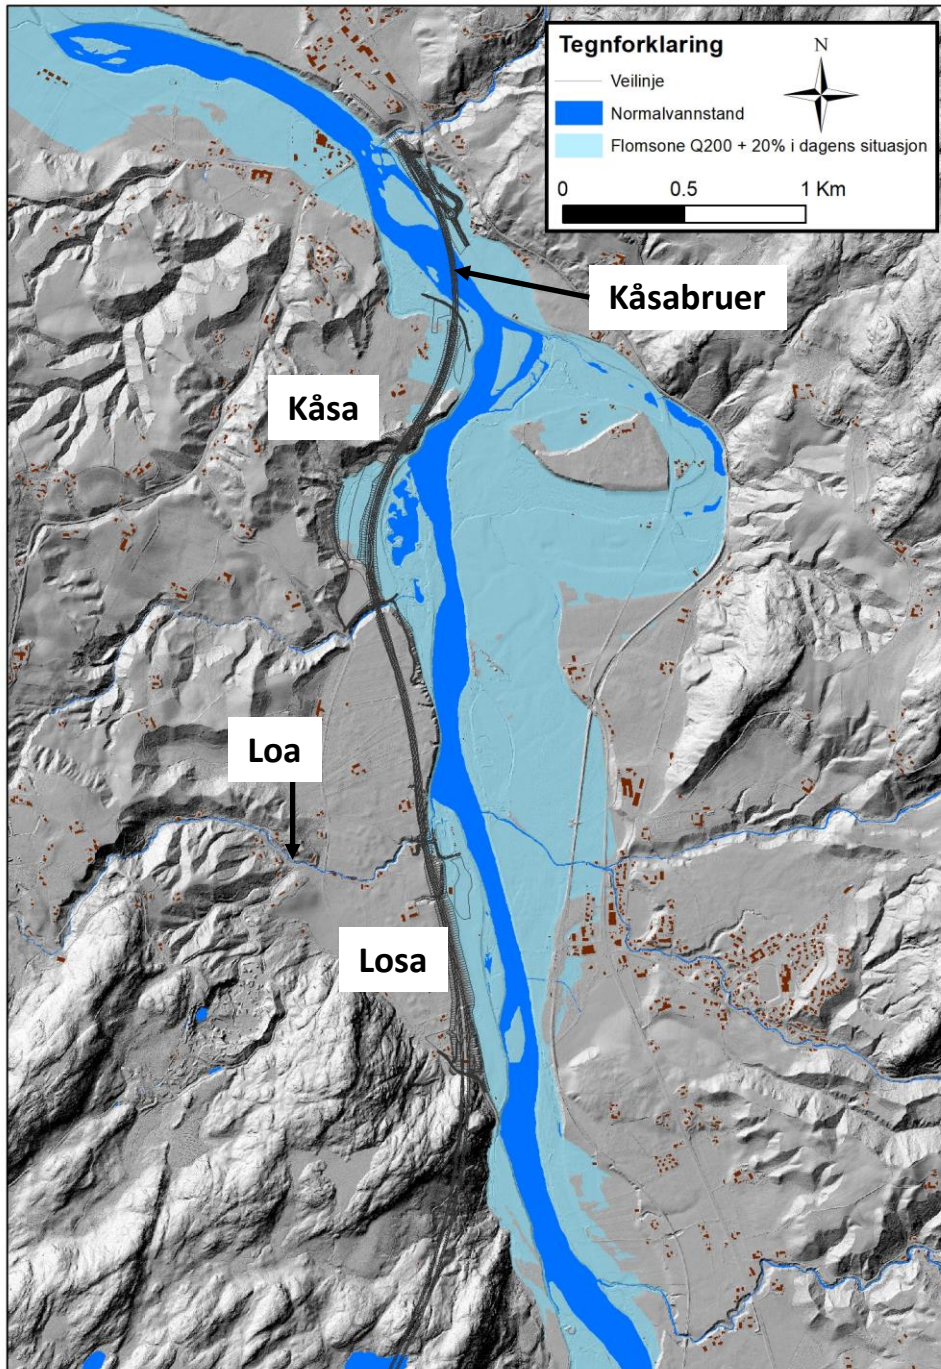 Tegnforklaring
N
Veilinje
Normalvannstand
Flomsone Q200 + 20% i dagens situasjon
0 0.5 1 Km
Kåsabruer
Kåsa
Loa
Losa